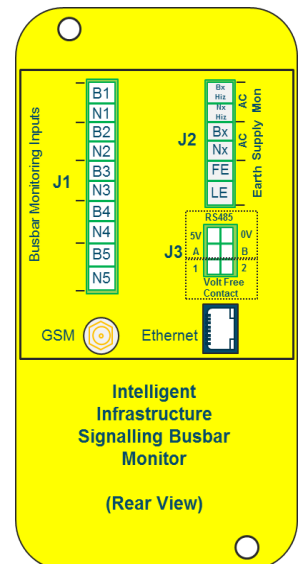 Busbar Monitoring Inputs
J1
B1
N1
B2
N2
B3
N3
B4
N4
B5
N5
J2
Bx
Hiz
Nx
Hiz
Bx
Nx
FE
LE
AC
AC
Earth Supply Mon
RS485
5V
0V
J3
A
B
1
2
Volt Free
Contact
GSM
Ethernet
Intelligent
Infrastructure
Signalling Busbar
Monitor
(Rear View)